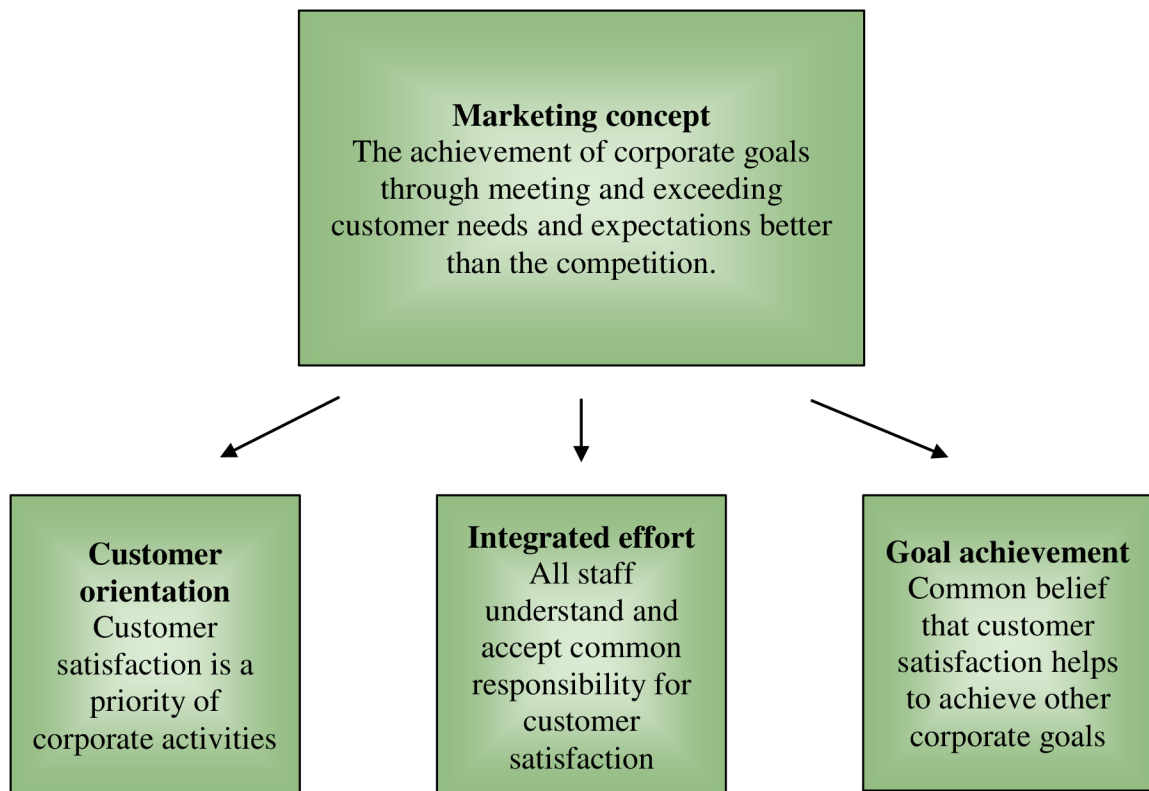 Marketing concept
The achievement of corporate goals
through meeting and exceeding
customer needs and expectations better
than the competition.
Customer
orientation
Customer
satisfaction is a
priority of
corporate activities
Integrated effort
All staff
understand and
accept common
responsibility for
customer
satisfaction
Goal achievement
Common belief
that customer
satisfaction helps
to achieve other
corporate goals